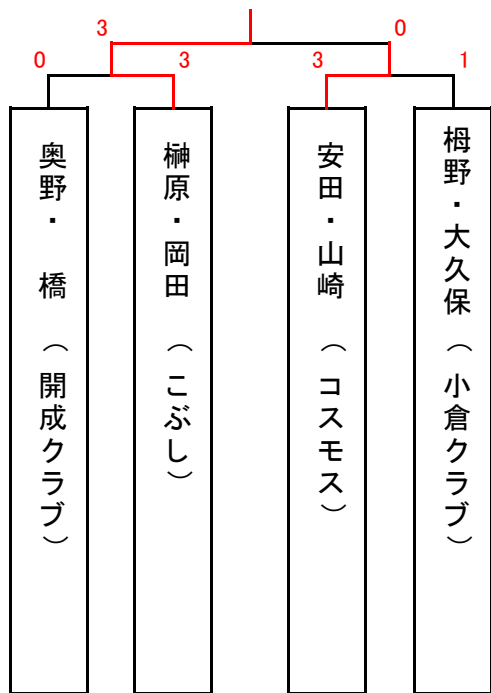 3 0
0 3 3 1
奥野・　橋　（開成クラブ）
榊原・岡田　（こぶし）
安田・山崎　（コスモス）
栂野・大久保（小倉クラブ）